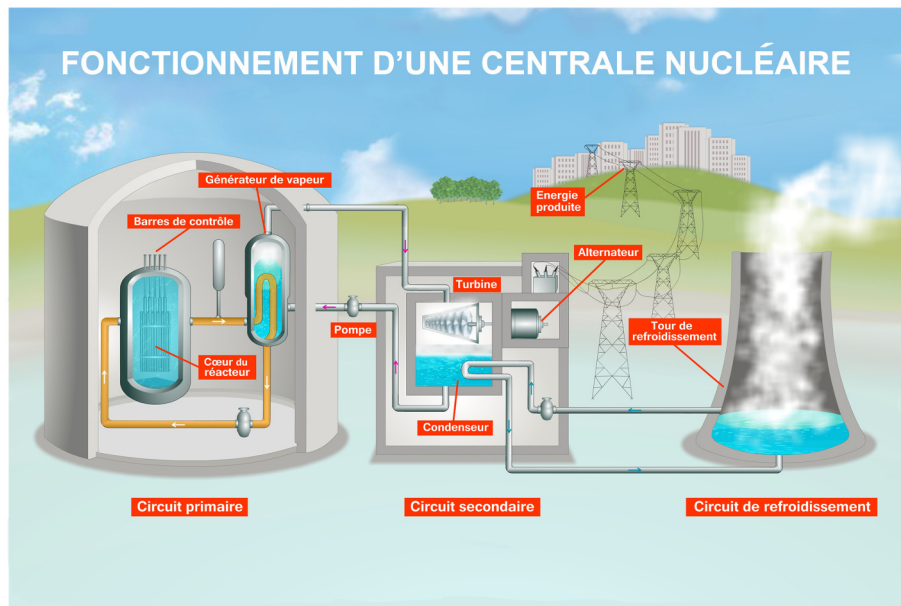 FONCTIONNEMENT D'UNE CENTRALE NUCLÉAIRE
Générateur de vapeur
Barres de contrôle
Energie
produite
Alternateur
Turbine
Pompe
Tour de
refroidissement
Cœur du
réacteur
Condenseur
Circuit primaire
Circuit secondaire
Circuit de refroidissement